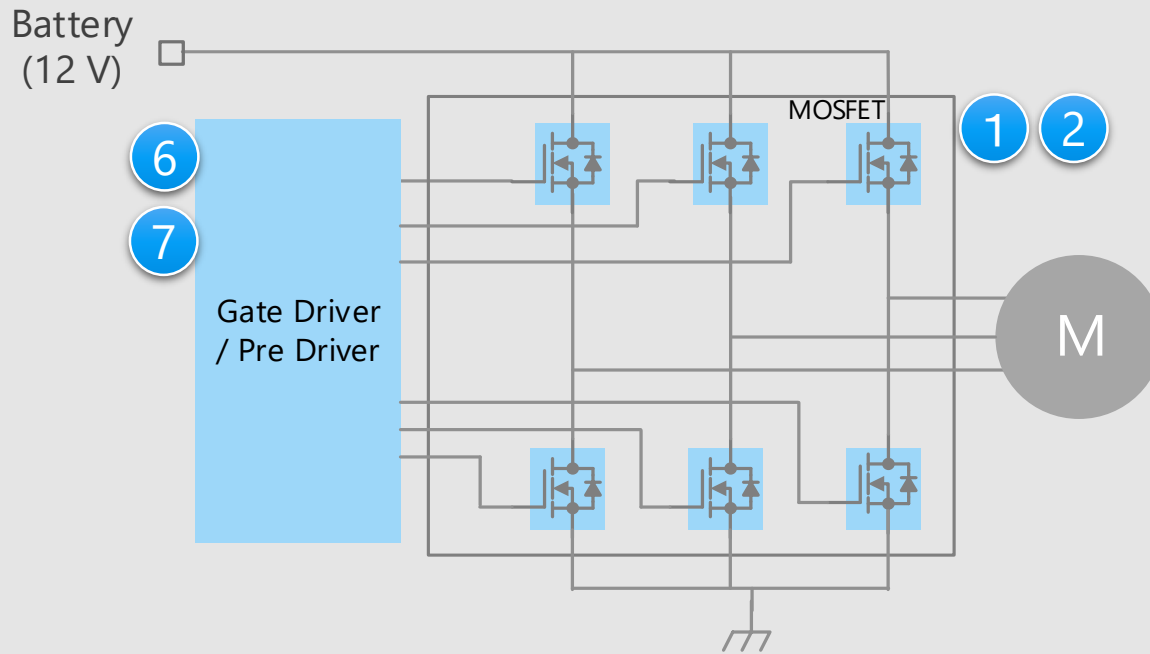 Battery
(12 V)
MOSFET
1
2
6
7
Gate Driver
/ Pre Driver
M